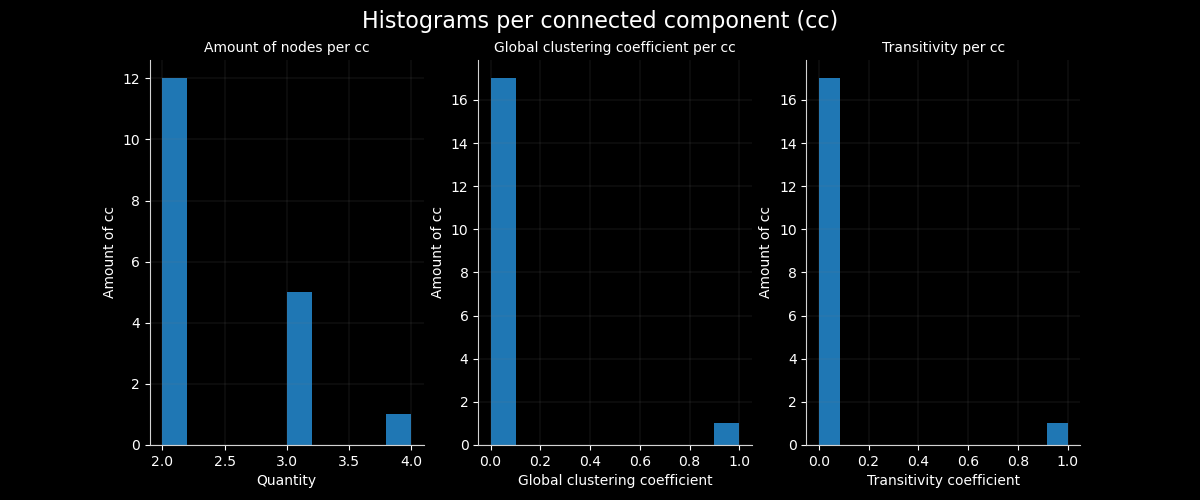 Histograms per connected component (cc)
Amount of nodes per cc
Global clustering coefficient per cc
Transitivity per cc
12
10
8
6
4
2
0
Amount of cc
2.0 2.5 3.0 3.5 4.0
Quantity
16
14
12
10
8
6
4
2
0
Amount of cc
0.0 0.2 0.4 0.6 0.8 1.0
Global clustering coefficient
16
14
12
10
8
6
4
2
0
Amount of cc
0.0 0.2 0.4 0.6 0.8 1.0
Transitivity coefficient